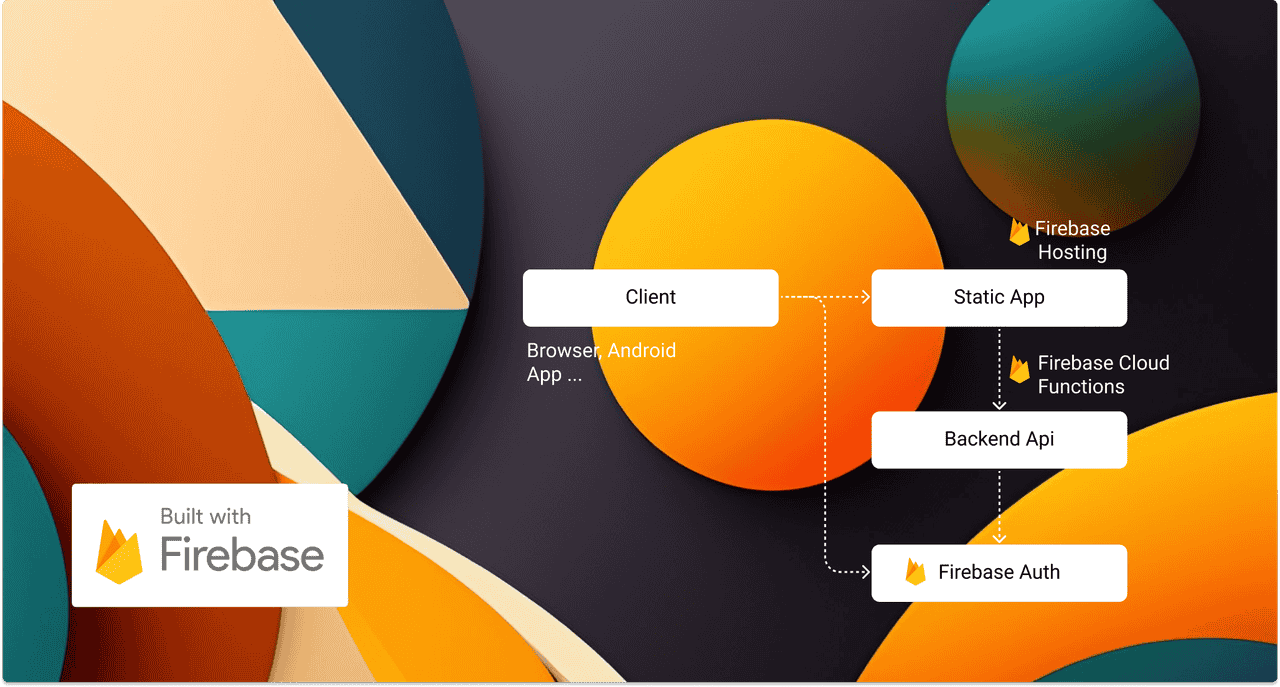 Firebase
Hosting
Client
Static App
Browser, Android
App ...
Firebase Cloud
Functions
Backend Api
Built with
Firebase
Firebase Auth